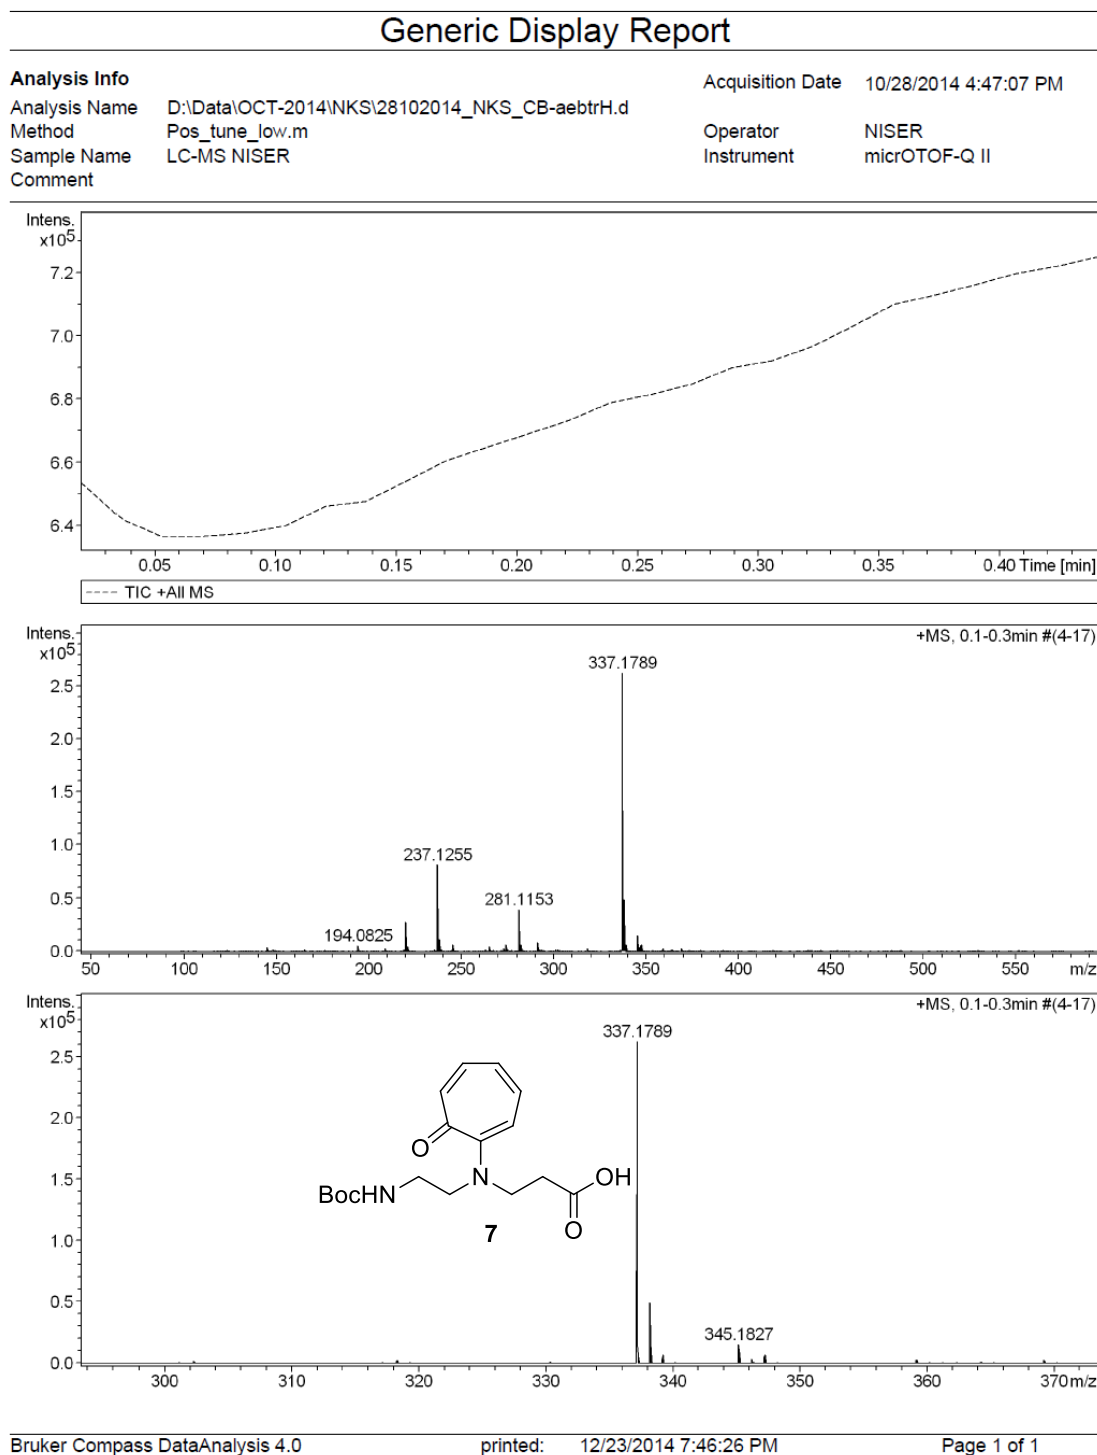 Generic Display Report
Analysis Info
Acquisition Date 10/28/2014 4:47:07 PM
Analysis Name D:\Data\OCT-2014\NKS\28102014_NKS_CB-aebtrH.d
Method Pos_tune_low.m Operator NISER
Sample Name LC-MS NISER Instrument micrOTOF-Q II
Comment
Intens.
x10^5
7.2
7.0
6.8
6.6
6.4
0.05 0.10 0.15 0.20 0.25 0.30 0.35 0.40 Time [min]
TIC +All MS
Intens.
x10^5
+MS, 0.1-0.3min #(4-17)
337.1789
2.5
2.0
1.5
1.0
237.1255
0.5
281.1153
194.0825
0.0
50 100 150 200 250 300 350 400 450 500 550 m/z
Intens.
x10^5
+MS, 0.1-0.3min #(4-17)
337.1789
2.5
2.0
O
1.5
N
OH
BocHN
O
7
1.0
0.5
345.1827
0.0
300 310 320 330 340 350 360 370 m/z
Bruker Compass DataAnalysis 4.0 printed: 12/23/2014 7:46:26 PM Page 1 of 1